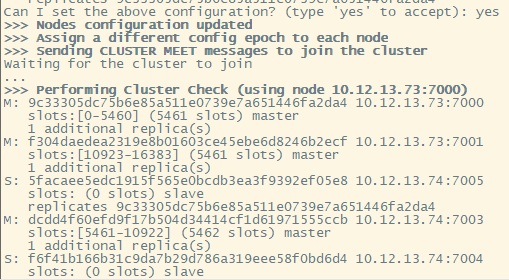 replicates 9c33305dc75b6e85a511e0739e7a651446fa2da4
Can I set the above configuration? (type 'yes' to accept): yes
>>> Nodes configuration updated
>>> Assign a different config epoch to each node
>>> Sending CLUSTER MEET messages to join the cluster
Waiting for the cluster to join
...
>>> Performing Cluster Check (using node 10.12.13.73:7000)
M: 9c33305dc75b6e85a511e0739e7a651446fa2da4 10.12.13.73:7000
slots:[0-5460] (5461 slots) master
1 additional replica(s)
M: f304daedea2319e8b01603ce45ebe6d8246b2ecf 10.12.13.73:7001
slots:[10923-16383] (5461 slots) master
1 additional replica(s)
S: 5facaee5edc1915f565e0bcdb3ea3f9392ef05e8 10.12.13.74:7005
slots: (0 slots) slave
replicates 9c33305dc75b6e85a511e0739e7a651446fa2da4
M: dcdd4f60efd9f17b504d34414cf1d61971555ccb 10.12.13.74:7003
slots:[5461-10922] (5462 slots) master
1 additional replica(s)
S: f6f41b166b31c9da7b29d786a319eee58f0bd6d4 10.12.13.74:7004
slots: (0 slots) slave